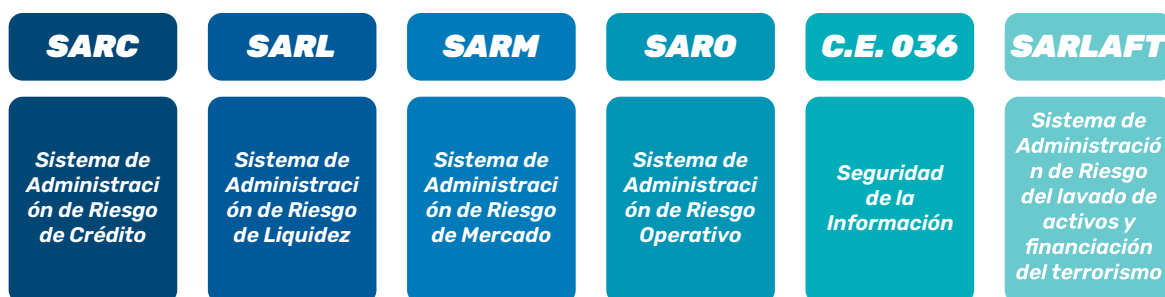 SARC
SARL
SARM
SARO
C.E. 036
SARLAFT
Sistema de
Administraci
ón de Riesgo
de Crédito
Sistema de
Administraci
ón de Riesgo
de Liquidez
Sistema de
Administraci
ón de Riesgo
de Mercado
Sistema de
Administraci
ón de Riesgo
Operativo
Seguridad
de la
Información
Sistema de
Administració
n de Riesgo
del lavado de
activos y
financiación
del terrorismo